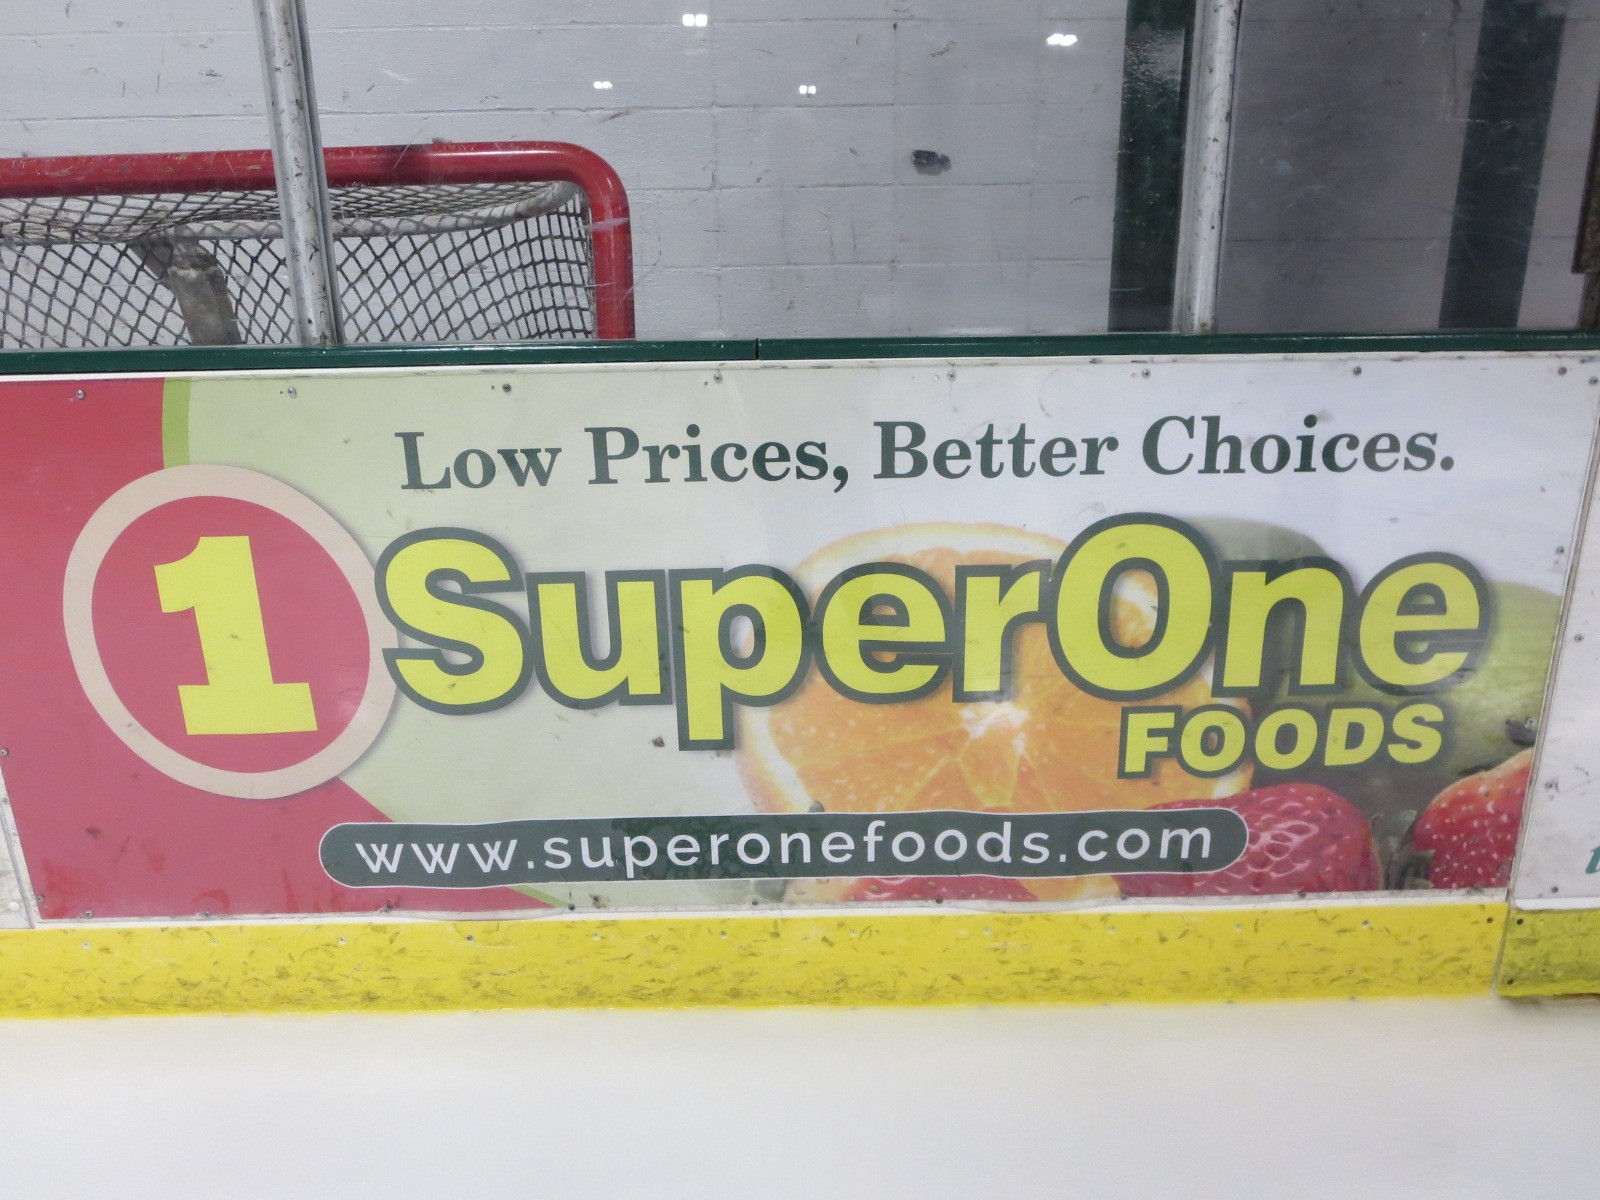 Low Prices, Better Choices.
1 SuperOne
FOODS
www.superonefoods.com